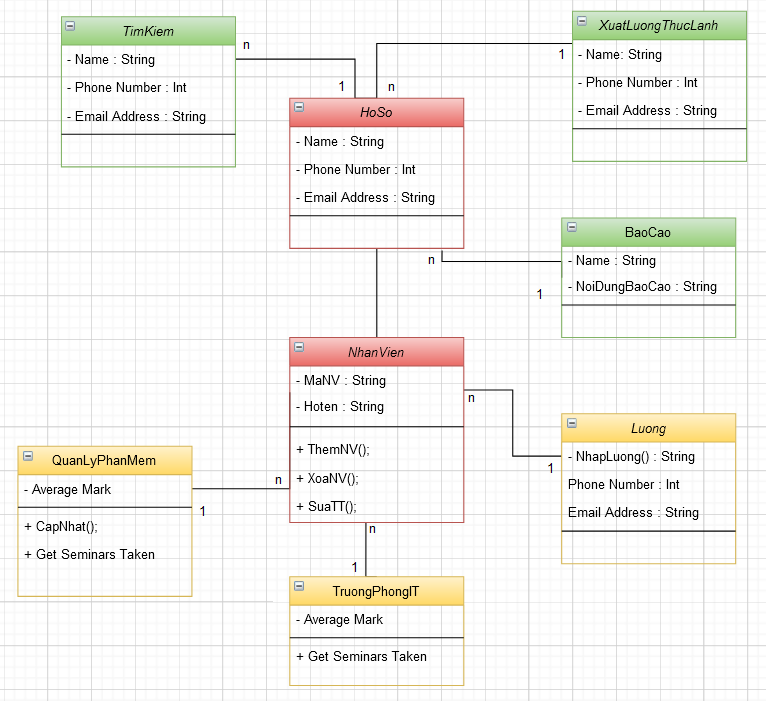 TimKiem
- Name : String
- Phone Number : Int
- Email Address : String
n
1
XuatLuongThucLanh
- Name: String
- Phone Number : Int
- Email Address : String
1
n
HoSo
- Name : String
- Phone Number : Int
- Email Address : String
BaoCao
- Name : String
- NoiDungBaoCao : String
n
1
NhanVien
- MaNV : String
- Hoten : String
+ ThemNV();
+ XoaNV();
+ SuaTT();
n
1
Luong
- NhapLuong() : String
Phone Number : Int
Email Address : String
QuanLyPhanMem
- Average Mark
+ CapNhat();
+ Get Seminars Taken
n
1
n
1
TruongPhongIT
- Average Mark
+ Get Seminars Taken